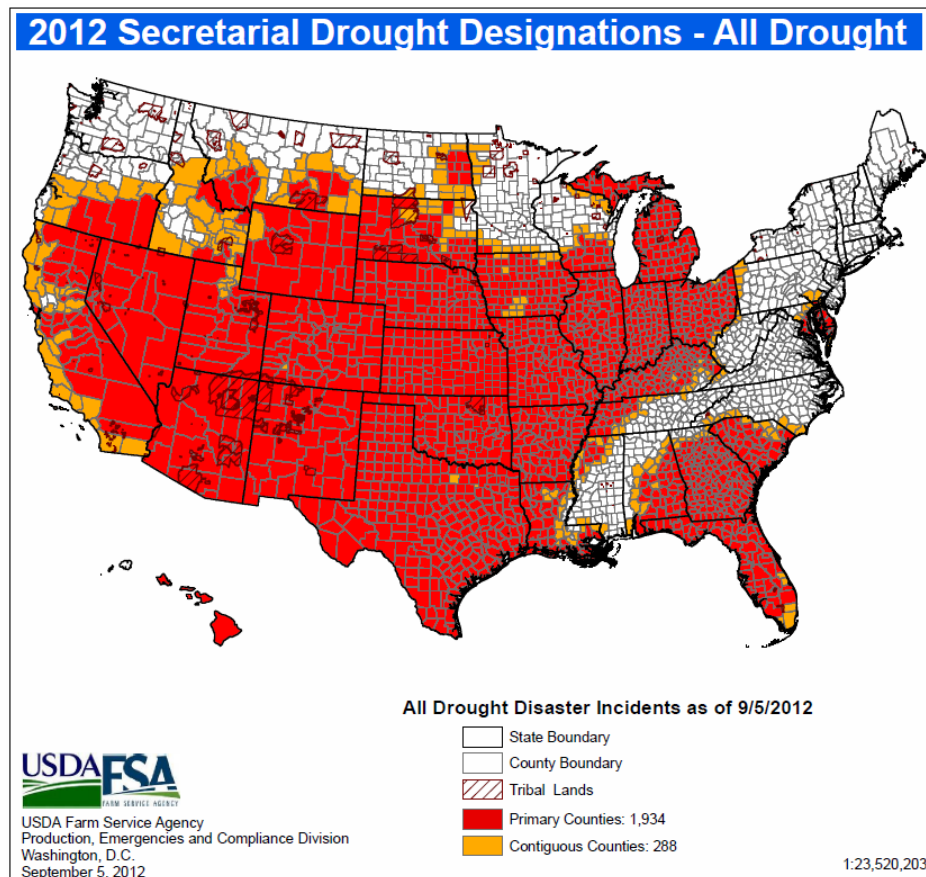 2012 Secretarial Drought Designations - All Drought
All Drought Disaster Incidents as of 9/5/2012
State Boundary
County Boundary
Tribal Lands
Primary Counties: 1,934
Contiguous Counties: 288
USDA FSA
FARM SERVICE AGENCY
USDA Farm Service Agency
Production, Emergencies and Compliance Division
Washington, D.C.
September 5, 2012
1:23,520,203